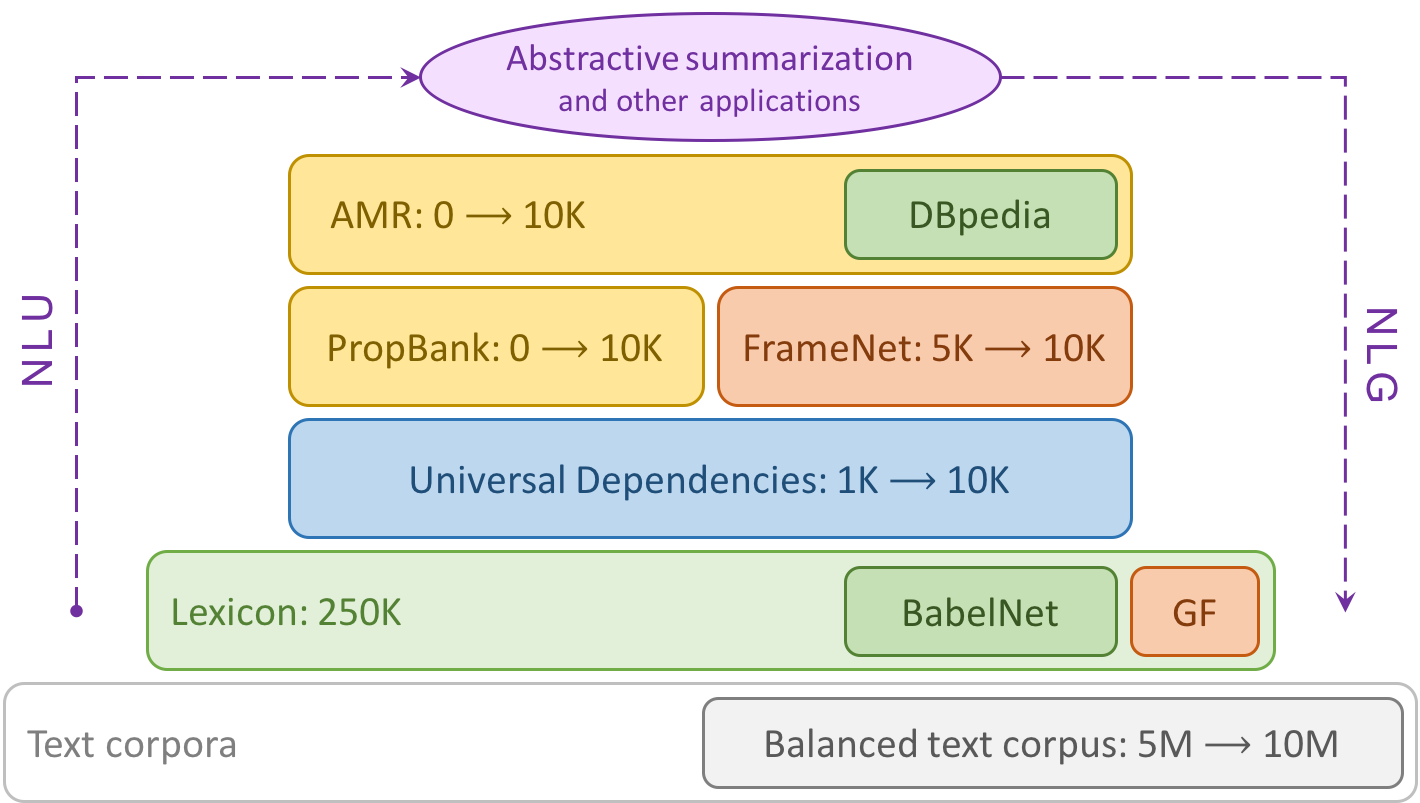 Abstractive summarization
and other applications
AMR: 0 ⟶ 10K
DBpedia
NLU
PropBank: 0 ⟶ 10K
FrameNet: 5K ⟶ 10K
NLG
Universal Dependencies: 1K ⟶ 10K
Lexicon: 250K
BabelNet
GF
Text corpora
Balanced text corpus: 5M ⟶ 10M